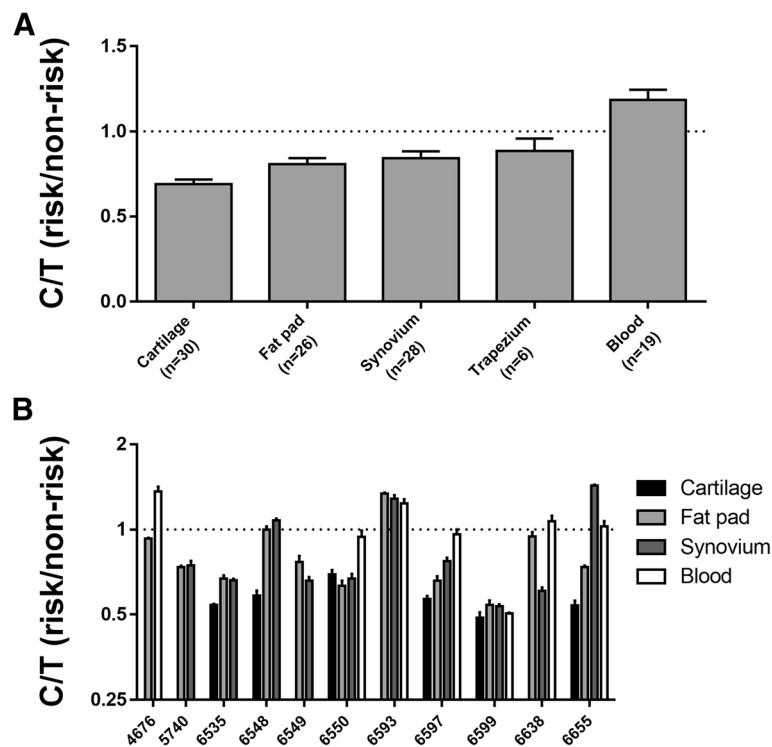 A
C/T (risk/non-risk)
1.5
1.0
0.5
0.0
Cartilage
(n=30)
Fat pad
(n=26)
Synovium
(n=28)
Trapezium
(n=6)
Blood
(n=19)
B
C/T (risk/non-risk)
2
1
0.5
0.25
4676
5740
6535
6548
6549
6550
6593
6597
6599
6638
6655
Cartilage
Fat pad
Synovium
Blood